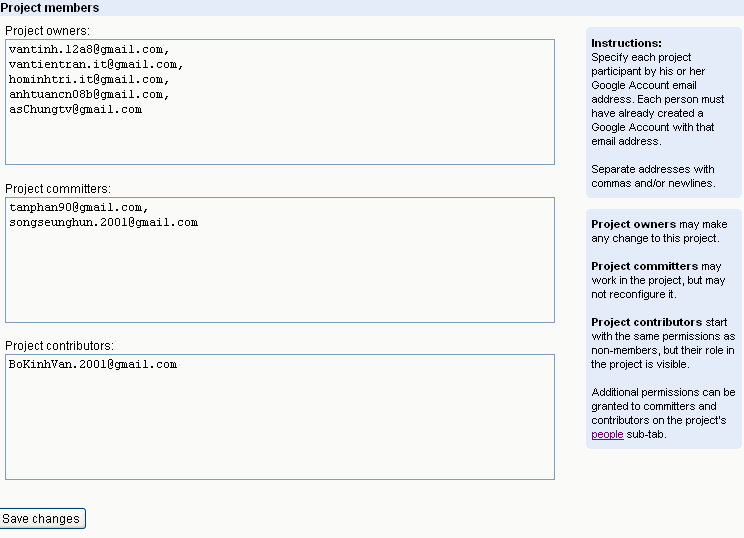 Project members
Project owners:
vantinh.12a8@gmail.com,
vantientran.it@gmail.com,
hominhtri.it@gmail.com,
anhtuancn08b@gmail.com,
asChungtv@gmail.com
Project committers:
tanphan90@gmail.com,
songseunghun.2001@gmail.com
Project contributors:
BoKinhVan.2001@gmail.com
Save changes
Instructions:
Specify each project
participant by his or her
Google Account email
address. Each person must
have already created a
Google Account with that
email address.
Separate addresses with
commas and/or newlines.
Project owners may make
any change to this project.
Project committers may
work in the project, but may
not reconfigure it.
Project contributors start
with the same permissions as
non-members, but their role in
the project is visible.
Additional permissions can be
granted to committers and
contributors on the project's
people sub-tab.